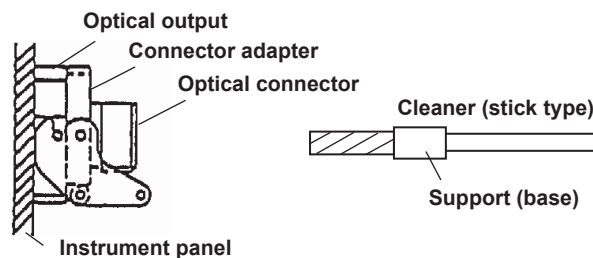 Optical output
Connector adapter
Optical connector
Cleaner (stick type)
Support (base)
Instrument panel